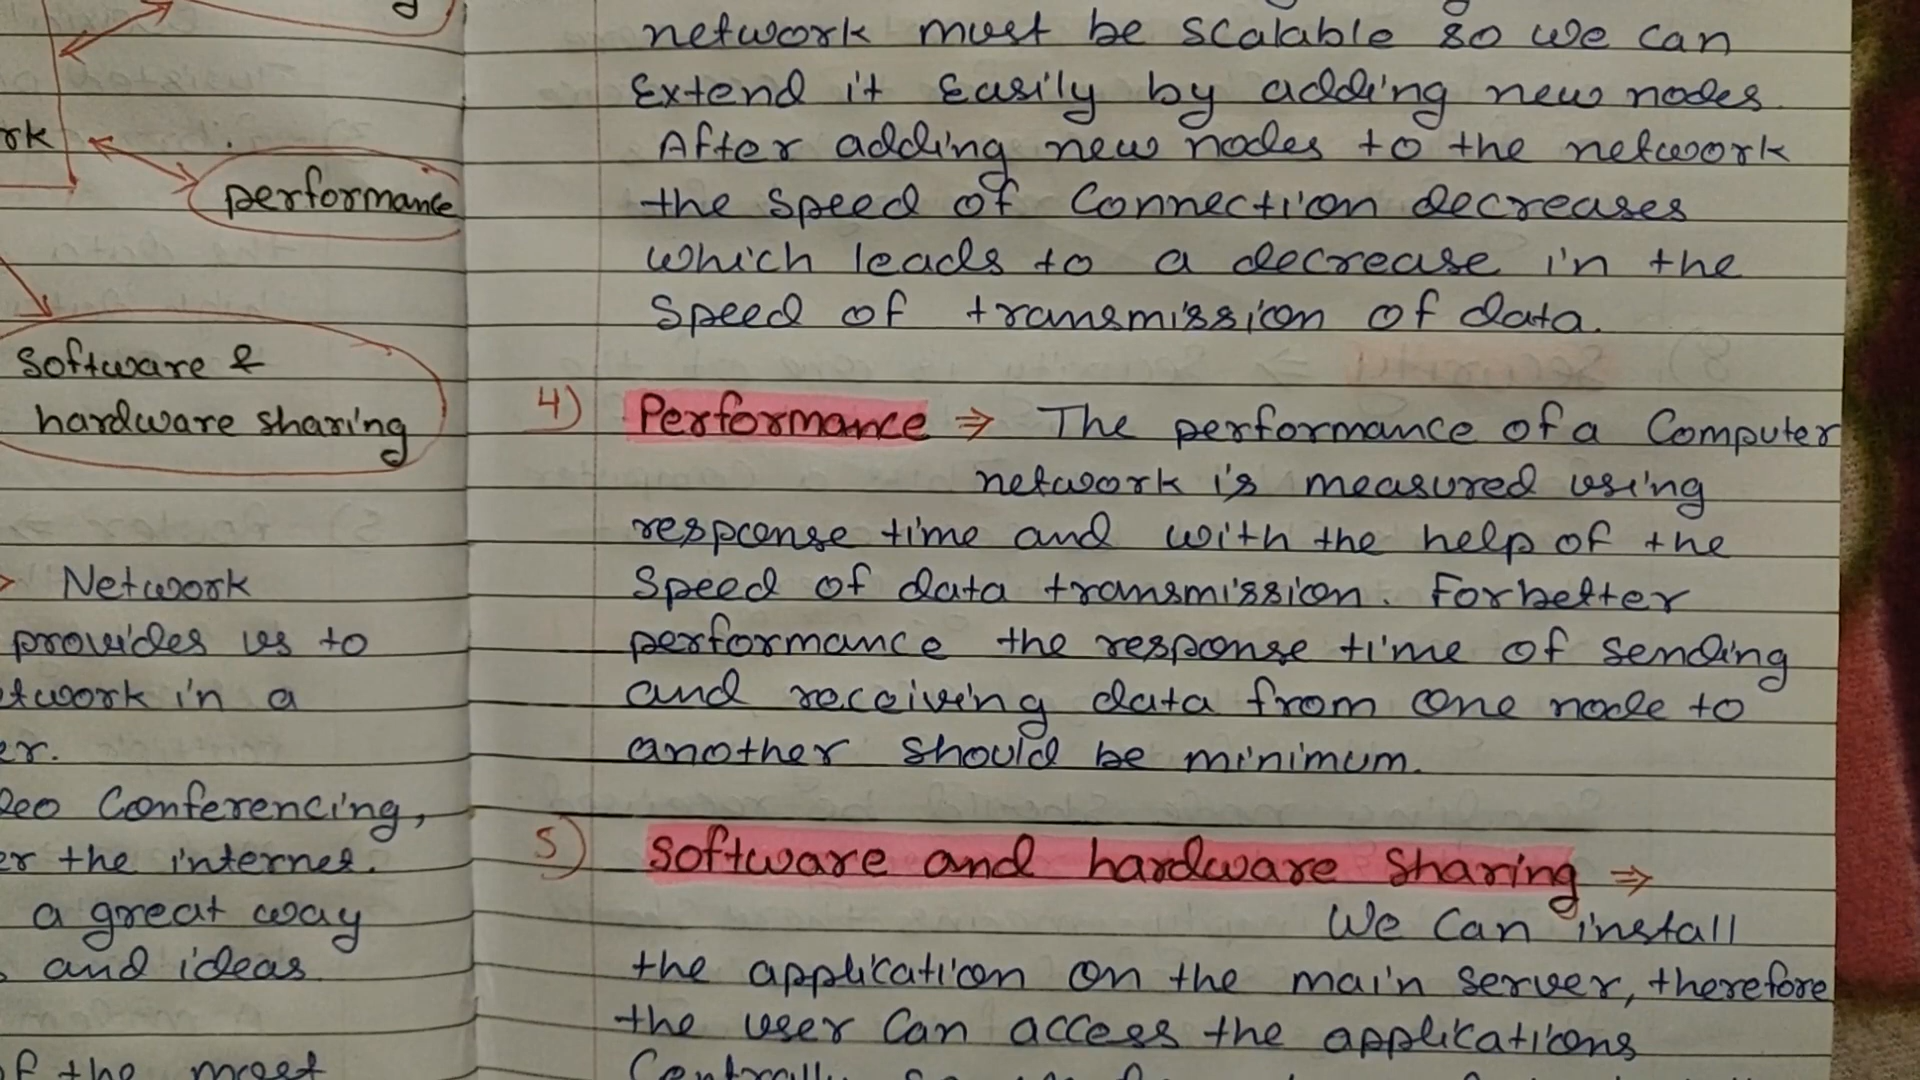 ork
performance
software &
hardware sharing
Network
provides us to
twork in a
er.
deo Conferencing,
er the internet.
a great way
and ideas
of the most
network must be scalable so we can
Extend it Easily by adding new nodes
After adding new nodes to the network
the speed of Connection decreases
which leads to a decrease in the
Speed of transmission of data.
4) Performance ⇒ The performance of a Computer
network is measured using
response time and with the help of the
Speed of data transmission. For better
performance the response time of sending
and receiving data from one node to
another should be minimum.
5) Software and hardware sharing ⇒
We Can install
the application on the main server, therefore
the user Can access the applications
Centrally